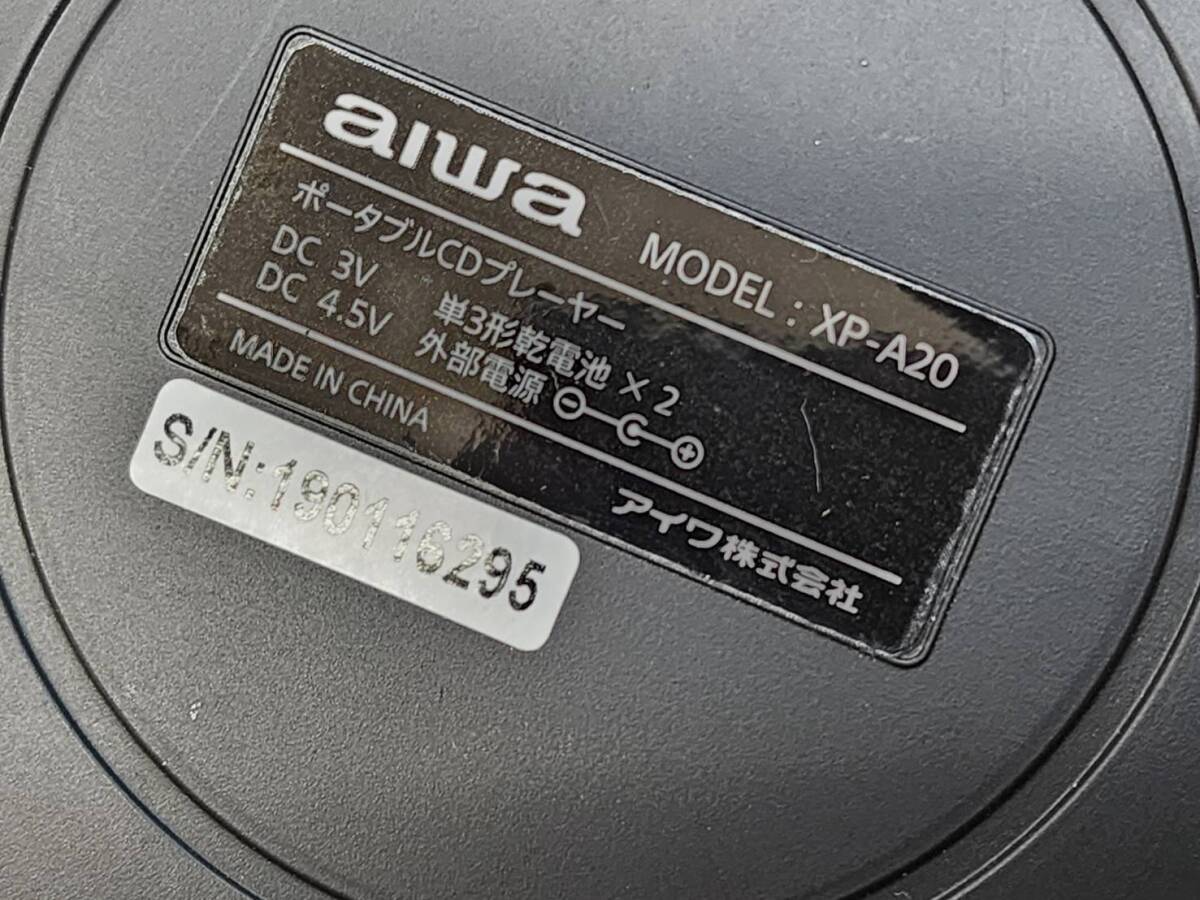 aiwa MODEL : XP-A20
ポータブルCDプレーヤー
DC 3V 単3形乾電池 × 2
DC 4.5V 外部電源
MADE IN CHINA
アイワ株式会社
S/N:190116295